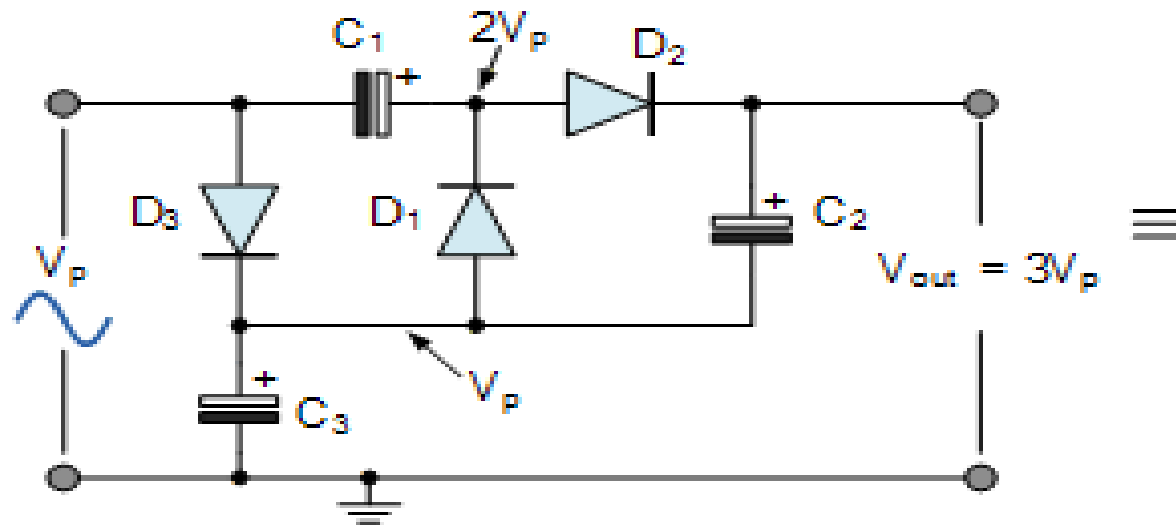 2Vₚ
C₁
+
D₂
D₃
D₁
+
C₂
Vₚ
Vout = 3Vₚ
Vₚ
+
C₃